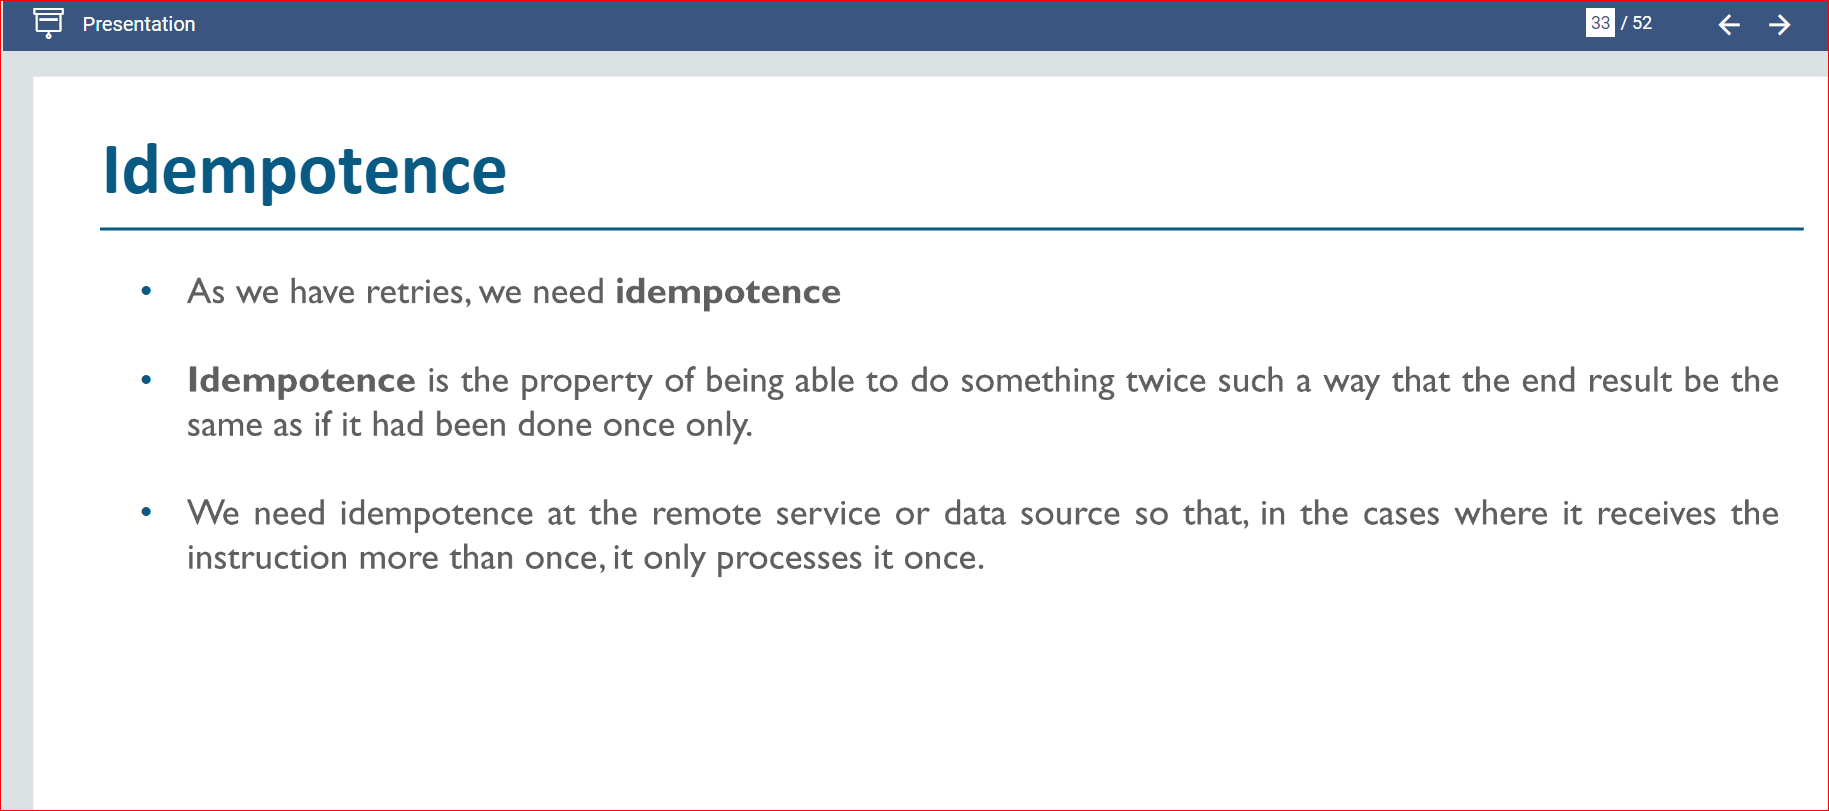 Presentation
33 / 52
Idempotence
• As we have retries, we need idempotence
• Idempotence is the property of being able to do something twice such a way that the end result be the
same as if it had been done once only.
• We need idempotence at the remote service or data source so that, in the cases where it receives the
instruction more than once, it only processes it once.